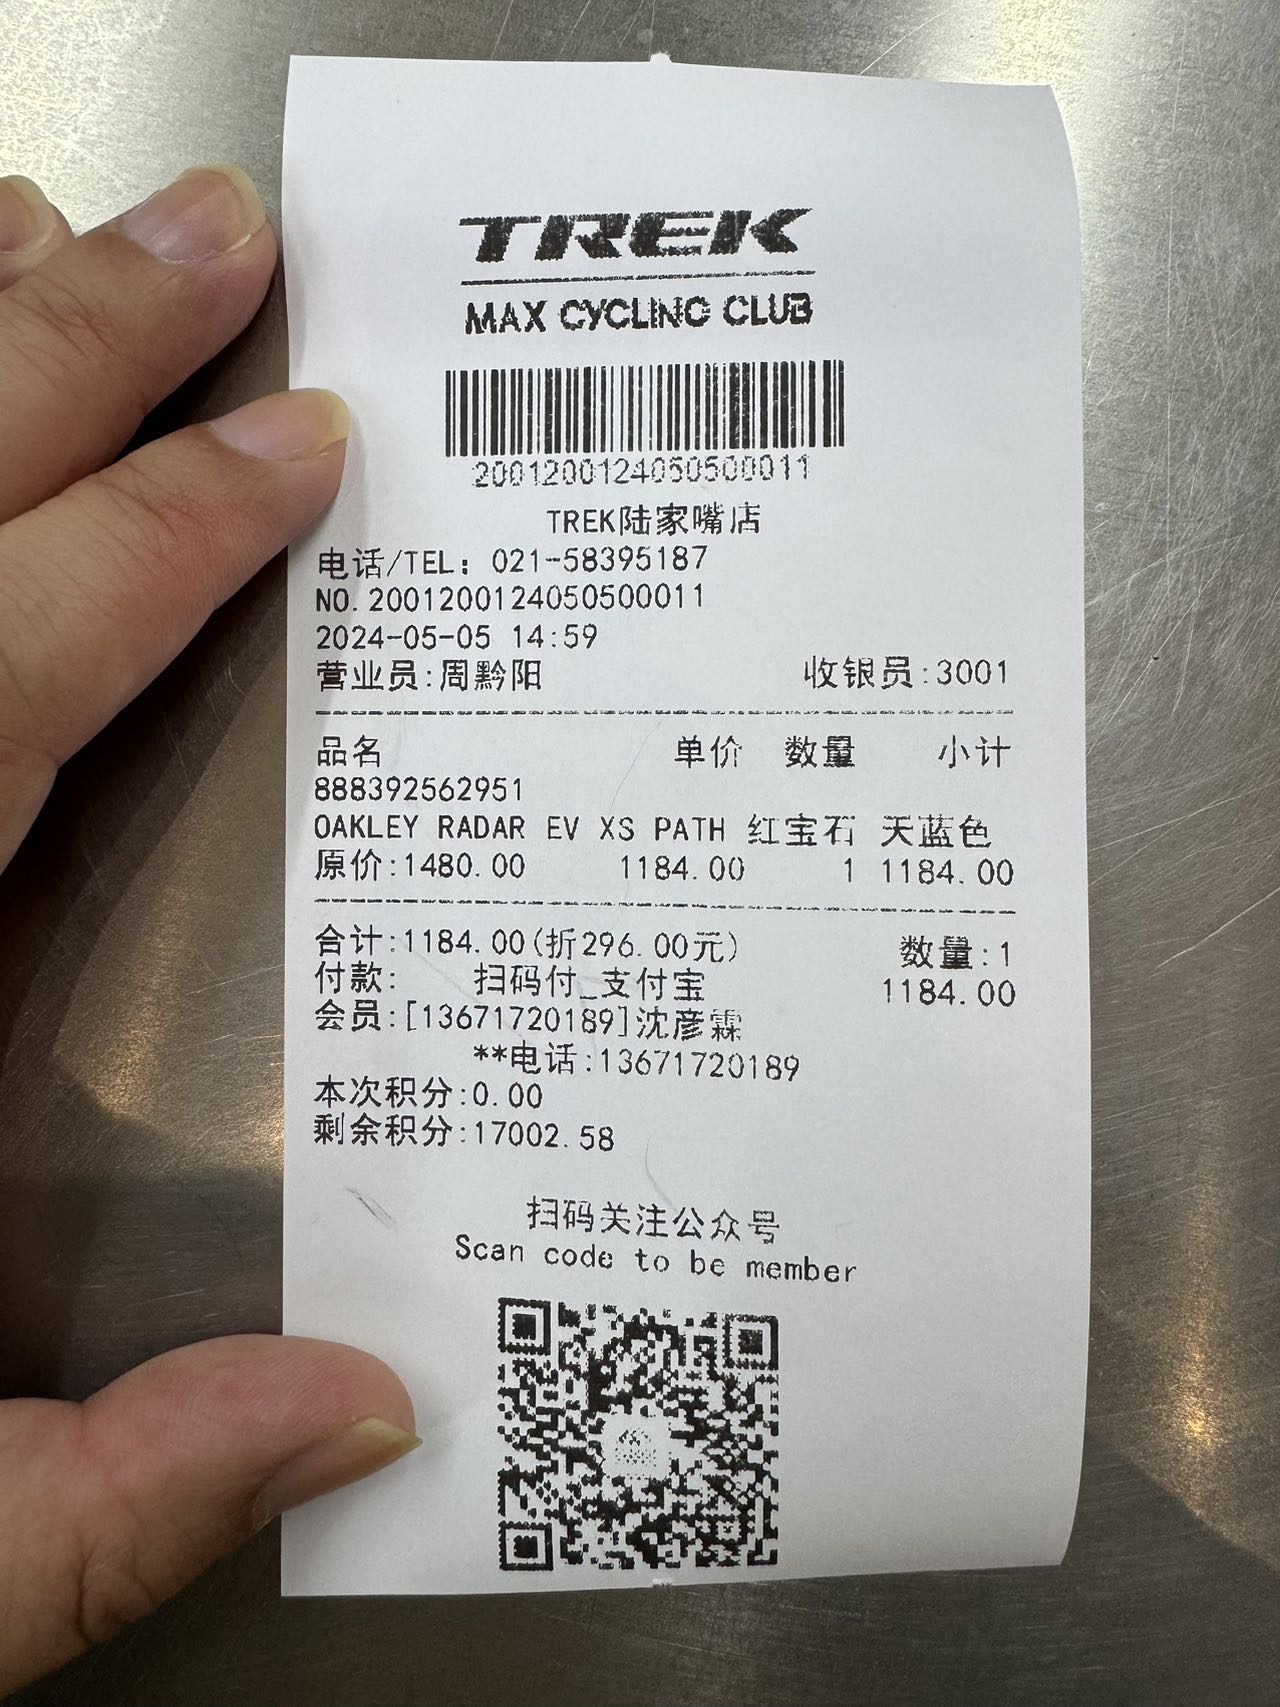 TREK
MAX CYCLING CLUB
2001200124050500011
TREK陆家嘴店
电话/TEL: 021-58395187
NO.2001200124050500011
2024-05-05 14:59
营业员:周黔阳 收银员:3001
品名 单价 数量 小计
888392562951
OAKLEY RADAR EV XS PATH 红宝石 天蓝色
原价:1480.00 1184.00 1 1184.00
合计:1184.00(折296.00元) 数量:1
付款: 扫码付_支付宝 1184.00
会员:[13671720189]沈彦霖
**电话:13671720189
本次积分:0.00
剩余积分:17002.58
扫码关注公众号
Scan code to be member